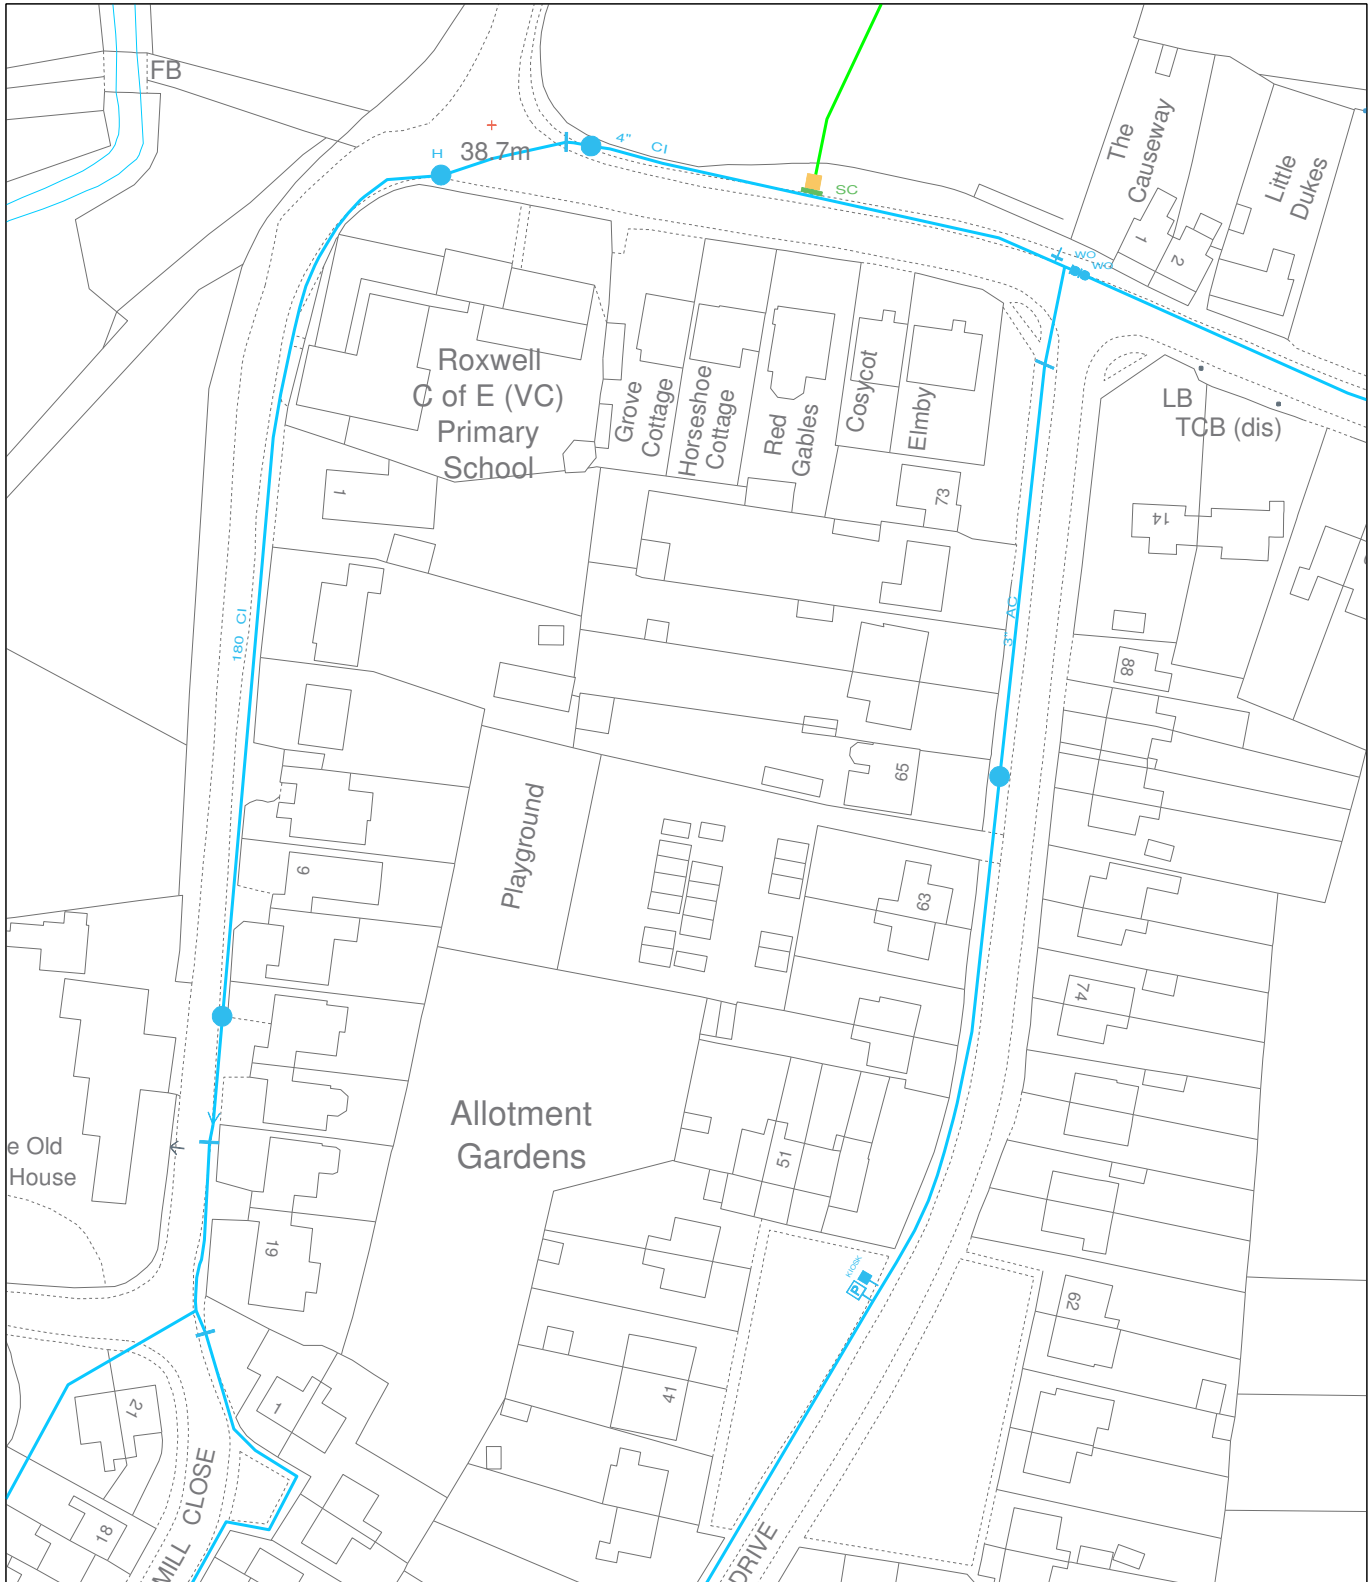 FB
H
38.7m
4" CI
SC
The
Causeway
Little
Dukes
1
2
WO
WO
Roxwell
C of E (VC)
Primary
School
Grove
Cottage
Horseshoe
Cottage
Red
Gables
Cosycot
Elmby
LB
TCB (dis)
1
73
14
180 CI
3" AC
88
65
Playground
9
63
74
Allotment
Gardens
e Old
House
51
19
KIOSK
P
62
41
21
1
18
MILL CLOSE
DRIVE